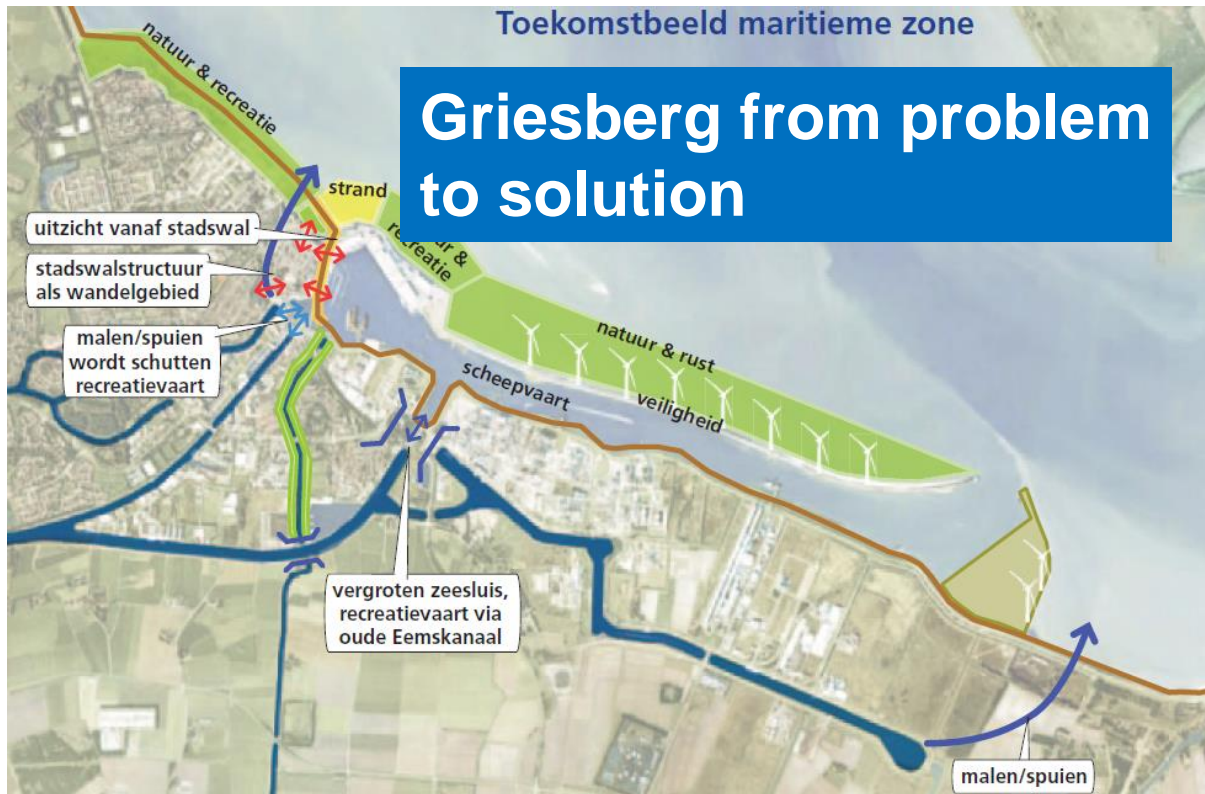 Toekomstbeeld maritieme zone
Griesberg from problem
to solution
natuur & recreatie
strand
uitzicht vanaf stadswal
recreatie
stadswalstructuur
als wandelgebied
malen/spuien
wordt schutten
recreatievaart
natuur & rust
scheepvaart
veiligheid
vergroten zeesluis,
recreatievaart via
oude Eemskanaal
malen/spuien